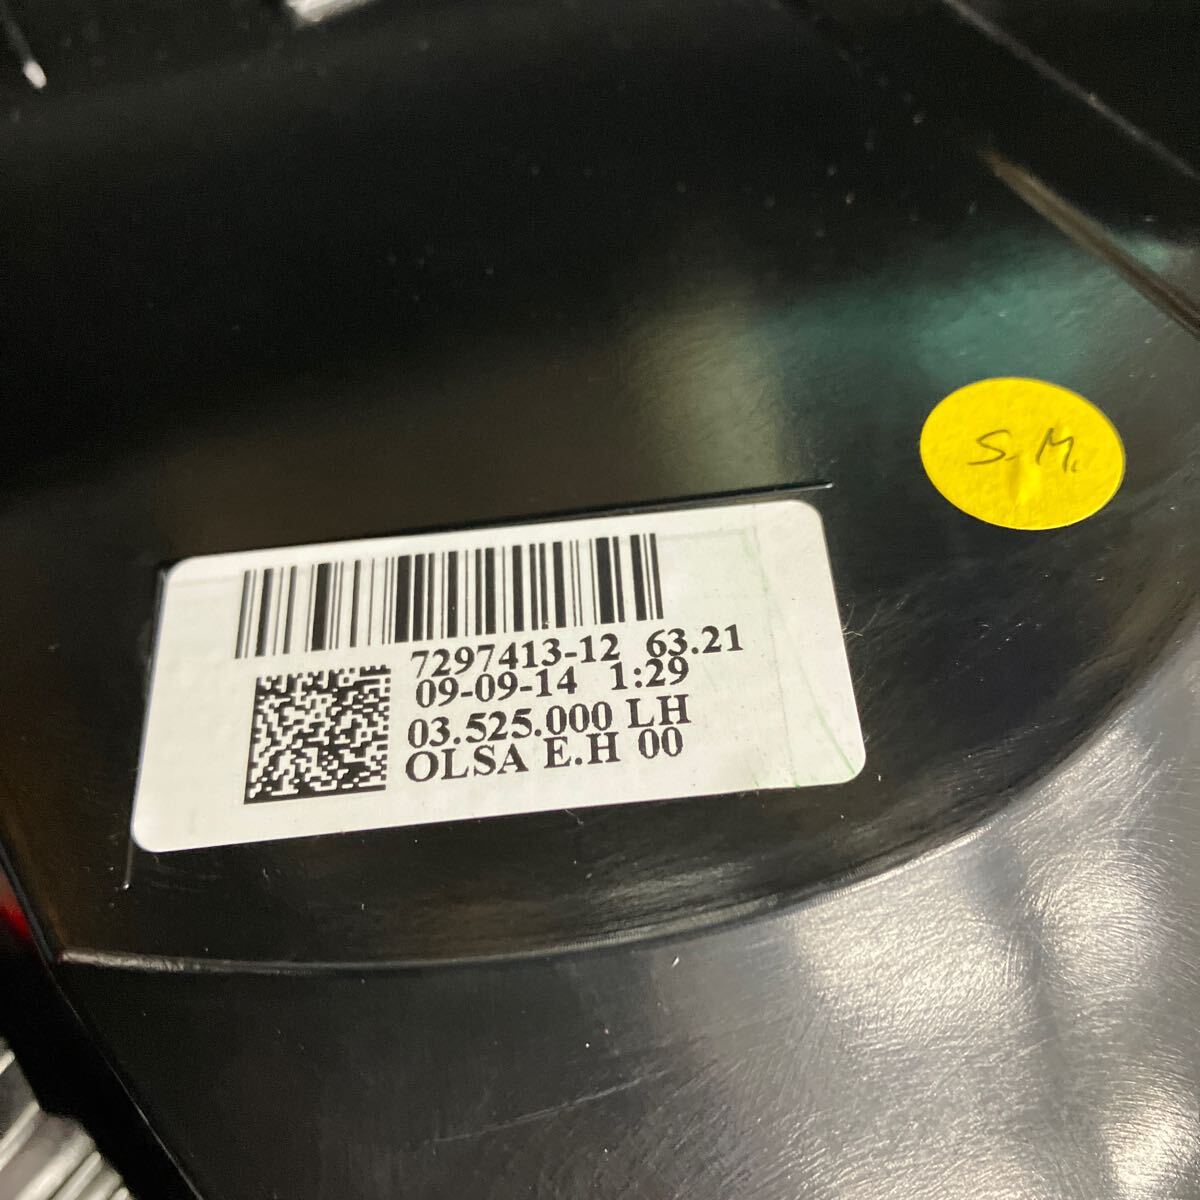 S.M.
7297413-12 63.21
09-09-14 1:29
03.525.000 LH
OLSA E.H 00